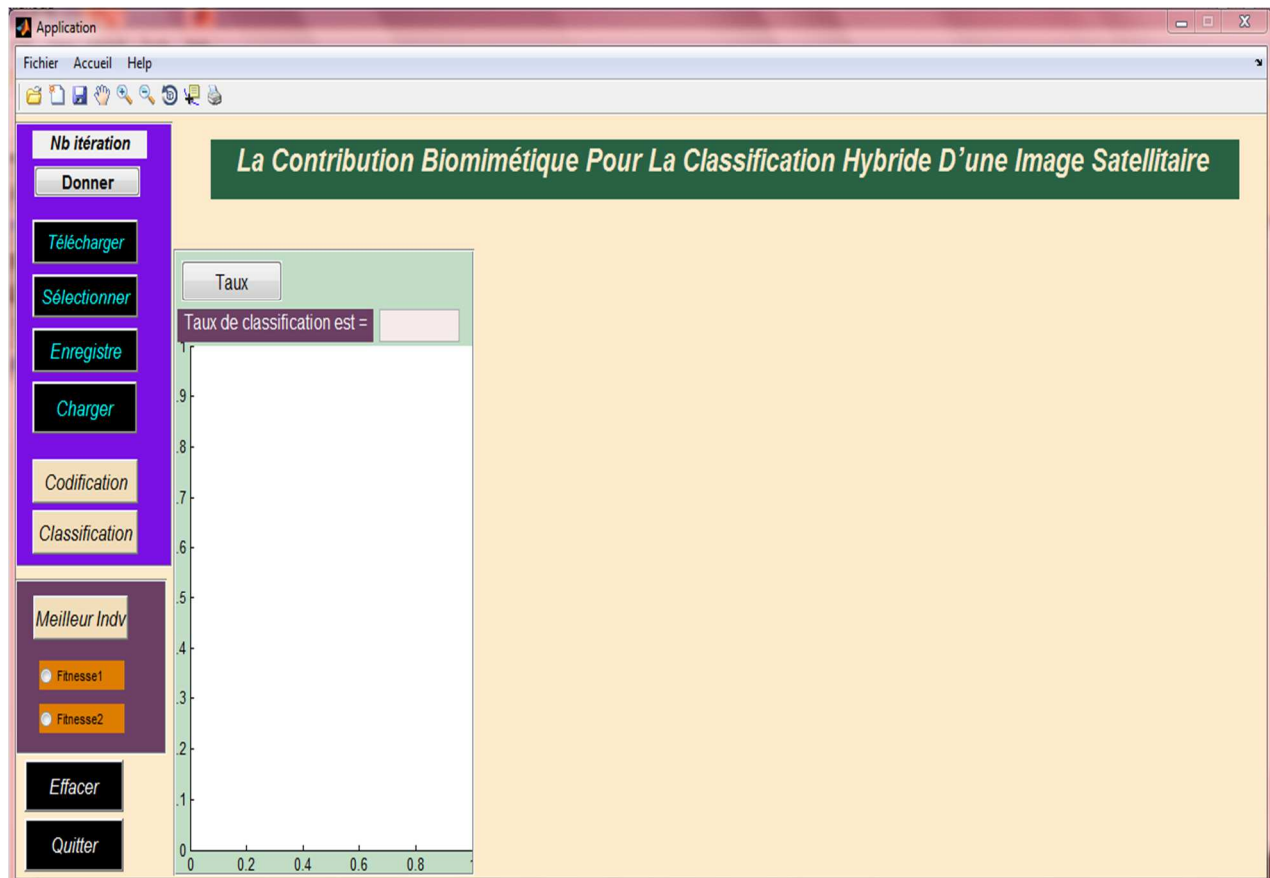 Application
Fichier Accueil Help
Nb itération
Donner
Télécharger
Sélectionner
Enregistre
Charger
Codification
Classification
Meilleur Indv
Fitnesse1
Fitnesse2
Effacer
Quitter
La Contribution Biomimétique Pour La Classification Hybride D’une Image Satellitaire
Taux
Taux de classification est =
1
.9
.8
.7
.6
.5
.4
.3
.2
.1
0
0 0.2 0.4 0.6 0.8